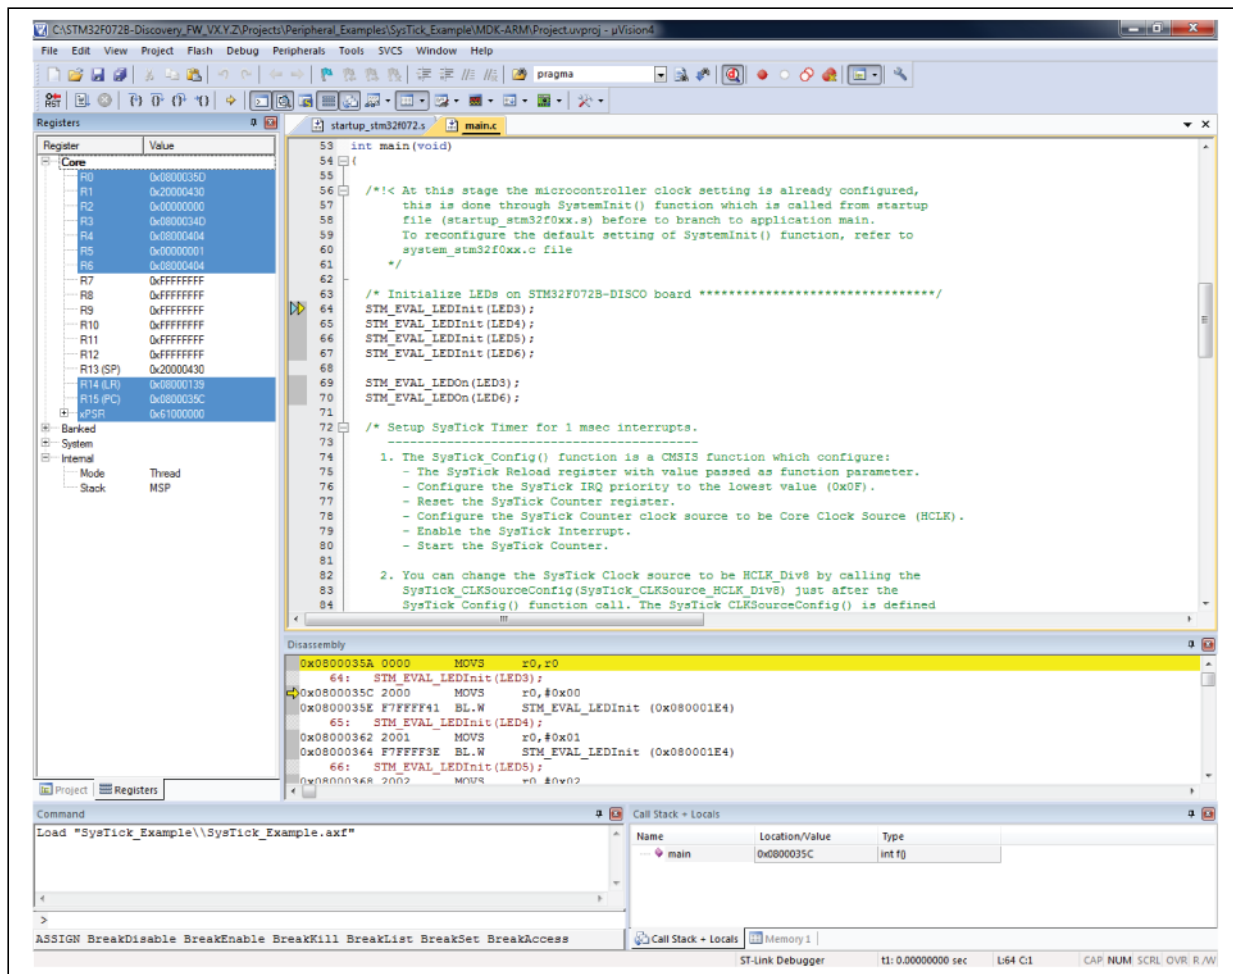 C:\STM32F072B-Discovery_FW_VX.Y.Z\Projects\Peripheral_Examples\SysTick_Example\MDK-ARM\Project.uvproj - µVision4
File Edit View Project Flash Debug Peripherals Tools SVCS Window Help
pragma
RST
Registers
startup_stm32f072.s main.c
Register Value
Core
R0 0x0800035D
R1 0x20000430
R2 0x00000000
R3 0x0800034D
R4 0x08000404
R5 0x00000001
R6 0x08000404
R7 0xFFFFFFFF
R8 0xFFFFFFFF
R9 0xFFFFFFFF
R10 0xFFFFFFFF
R11 0xFFFFFFFF
R12 0xFFFFFFFF
R13 (SP) 0x20000430
R14 (LR) 0x08000139
R15 (PC) 0x0800035C
xPSR 0x61000000
Banked
System
Internal
Mode Thread
Stack MSP
Project Registers
53 int main(void)
54 {
55
56 /*!< At this stage the microcontroller clock setting is already configured,
57 this is done through SystemInit() function which is called from startup
58 file (startup_stm32f0xx.s) before to branch to application main.
59 To reconfigure the default setting of SystemInit() function, refer to
60 system_stm32f0xx.c file
61 */
62
63 /* Initialize LEDs on STM32F072B-DISCO board ********************************/
64 STM_EVAL_LEDInit(LED3);
65 STM_EVAL_LEDInit(LED4);
66 STM_EVAL_LEDInit(LED5);
67 STM_EVAL_LEDInit(LED6);
68
69 STM_EVAL_LEDOn(LED3);
70 STM_EVAL_LEDOn(LED6);
71
72 /* Setup SysTick Timer for 1 msec interrupts.
73 ------------------------------------------
74 1. The SysTick_Config() function is a CMSIS function which configure:
75 - The SysTick Reload register with value passed as function parameter.
76 - Configure the SysTick IRQ priority to the lowest value (0x0F).
77 - Reset the SysTick Counter register.
78 - Configure the SysTick Counter clock source to be Core Clock Source (HCLK).
79 - Enable the SysTick Interrupt.
80 - Start the SysTick Counter.
81
82 2. You can change the SysTick Clock source to be HCLK_Div8 by calling the
83 SysTick_CLKSourceConfig(SysTick_CLKSource_HCLK_Div8) just after the
84 SysTick_Config() function call. The SysTick_CLKSourceConfig() is defined
Disassembly
0x0800035A 0000 MOVS r0,r0
64: STM_EVAL_LEDInit(LED3);
0x0800035C 2000 MOVS r0,#0x00
0x0800035E F7FFFF41 BL.W STM_EVAL_LEDInit (0x080001E4)
65: STM_EVAL_LEDInit(LED4);
0x08000362 2001 MOVS r0,#0x01
0x08000364 F7FFFF3E BL.W STM_EVAL_LEDInit (0x080001E4)
66: STM_EVAL_LEDInit(LED5);
0x08000368 2002 MOVS r0,#0x02
Command
Load "SysTick_Example\\SysTick_Example.axf"
>
ASSIGN BreakDisable BreakEnable BreakKill BreakList BreakSet BreakAccess
Call Stack + Locals
Name Location/Value Type
main 0x0800035C int f()
Call Stack + Locals Memory 1
ST-Link Debugger t1: 0.00000000 sec L:64 C:1 CAP NUM SCRL OVR R/W